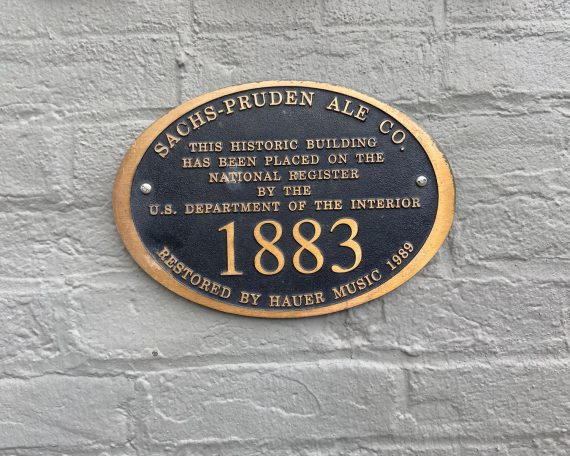 SACHS-PRUDEN ALE CO.
THIS HISTORIC BUILDING
HAS BEEN PLACED ON THE
NATIONAL REGISTER
BY THE
U.S. DEPARTMENT OF THE INTERIOR
1883
RESTORED BY HAUER MUSIC 1989